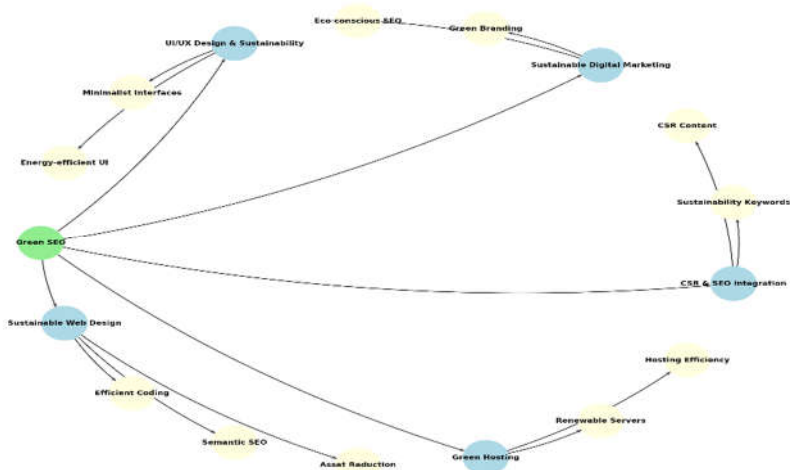 Eco-conscious SEO
Green Branding
UI/UX Design & Sustainability
Sustainable Digital Marketing
Minimalist Interfaces
CSR Content
Energy-efficient UI
Sustainability Keywords
Green SEO
CSR & SEO Integration
Sustainable Web Design
Hosting Efficiency
Efficient Coding
Renewable Servers
Semantic SEO
Green Hosting
Asset Reduction